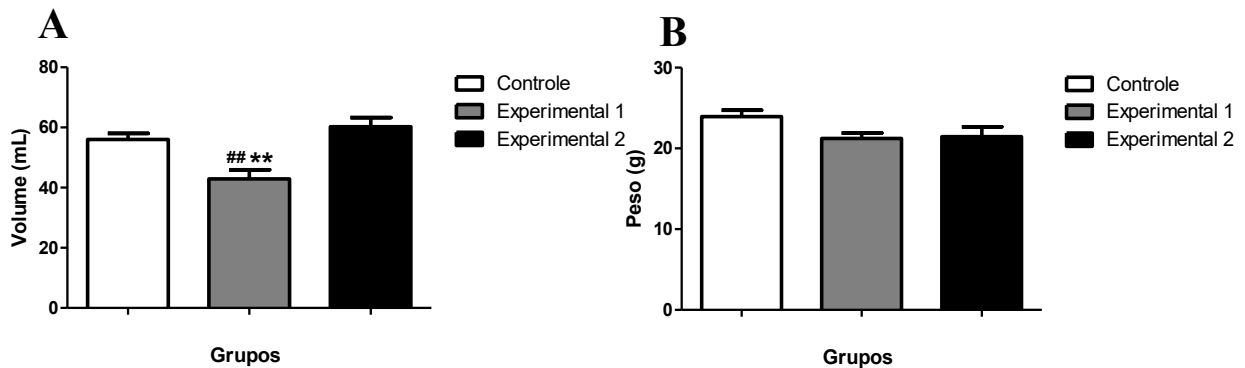 A
Volume (mL)
80
60
40
20
0
## **
Grupos
Controle
Experimental 1
Experimental 2
B
Peso (g)
30
20
10
0
Grupos
Controle
Experimental 1
Experimental 2